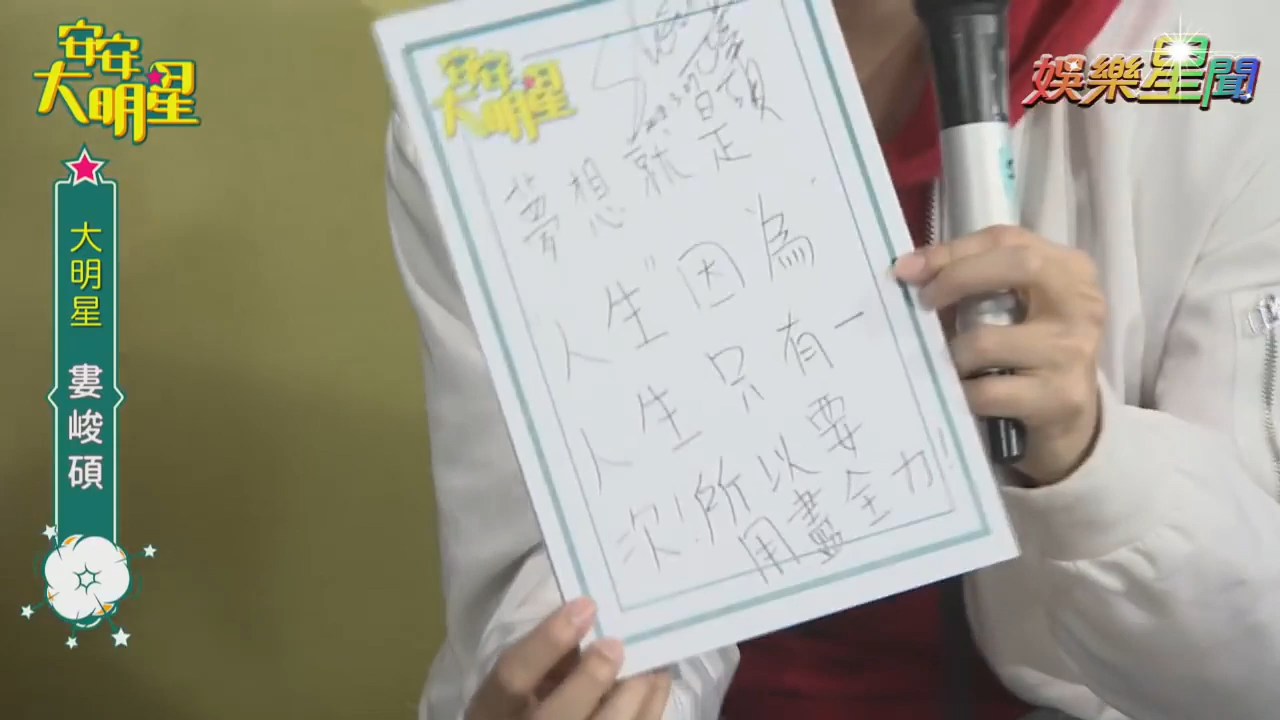 安安
大明星
大明星 婁峻碩
娛樂星聞
安安
大明星
夢想就是
人生"因為
人生只有一
次!所以要
用盡全力!